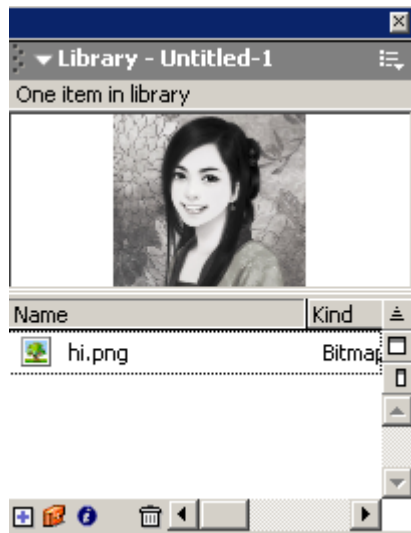 Library - Untitled-1
One item in library
Name Kind
hi.png Bitmap